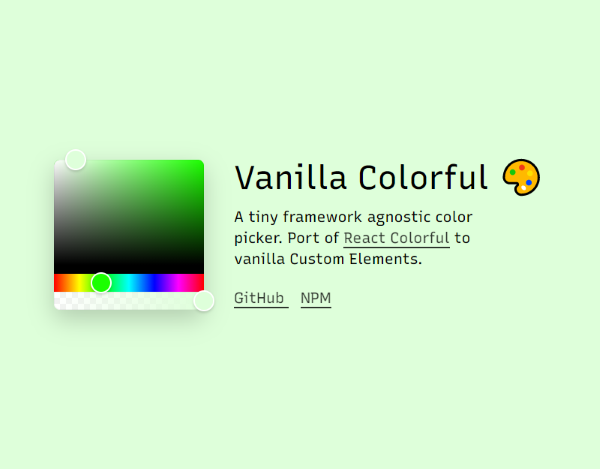 Vanilla Colorful
A tiny framework agnostic color
picker. Port of React Colorful to
vanilla Custom Elements.
GitHub NPM